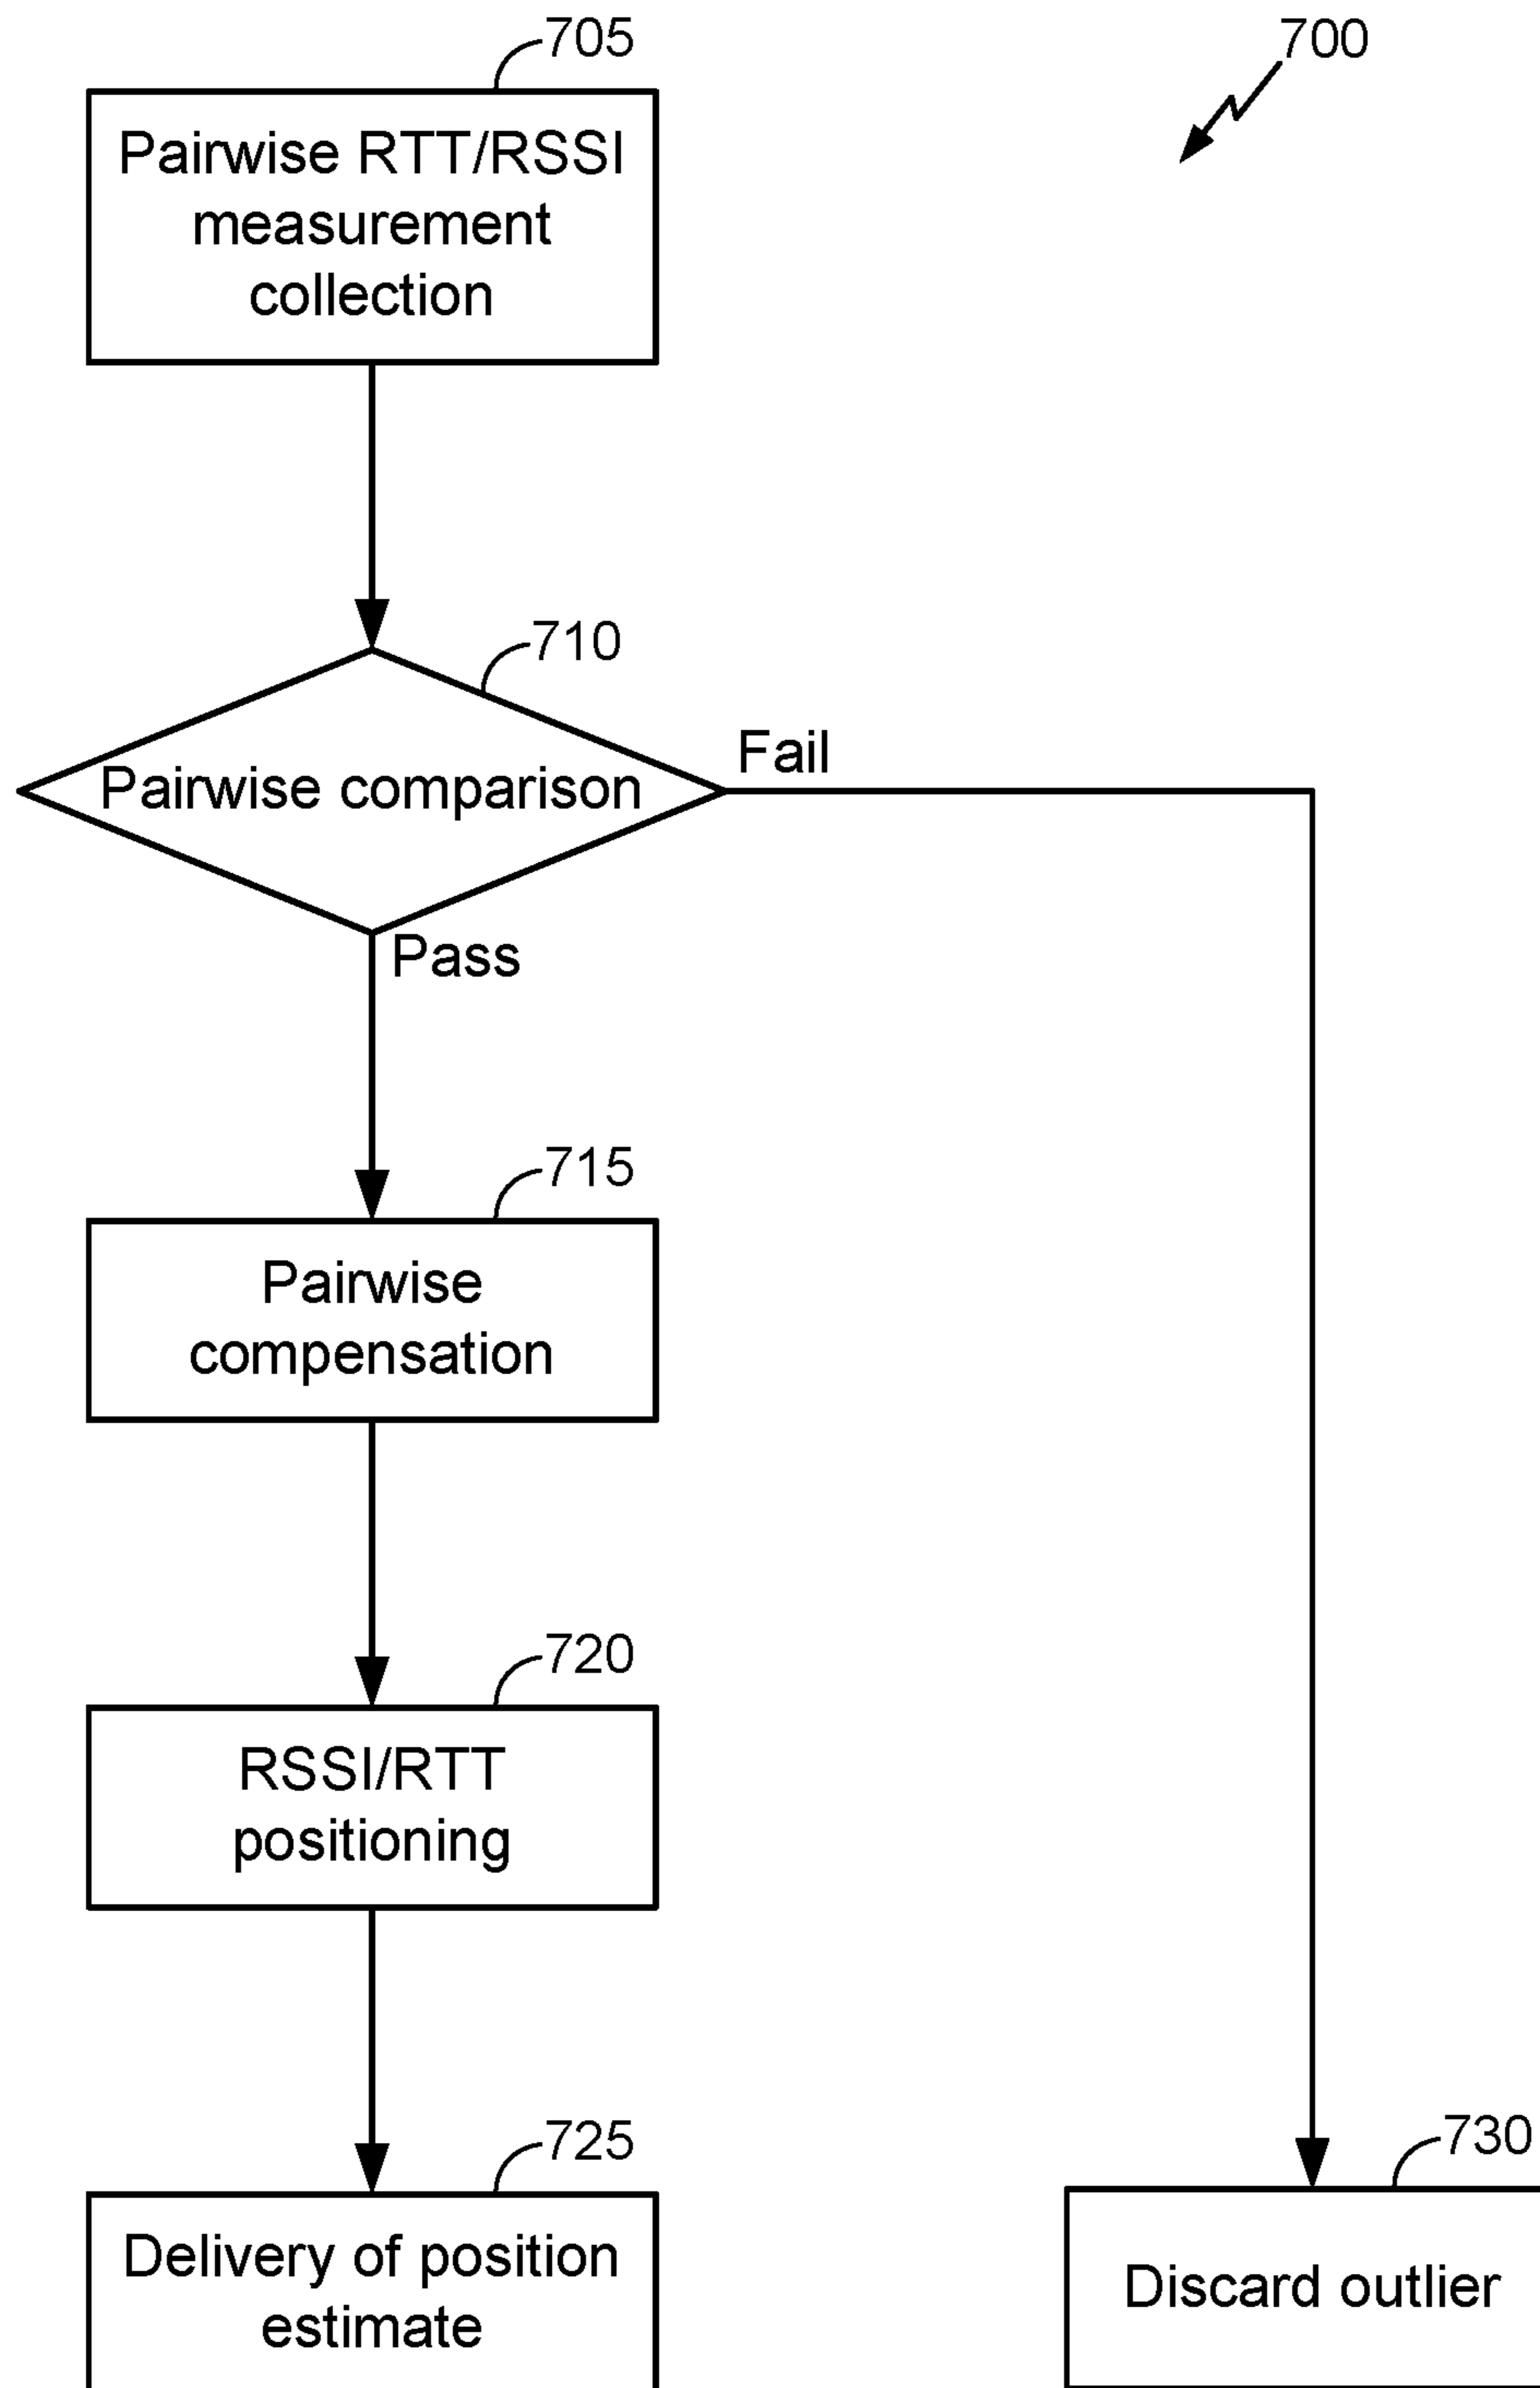 705
700
Pairwise RTT/RSSI
measurement
collection
710
Fail
Pairwise comparison
Pass
715
Pairwise
compensation
720
RSSI/RTT
positioning
725
730
Delivery of position
estimate
Discard outlier